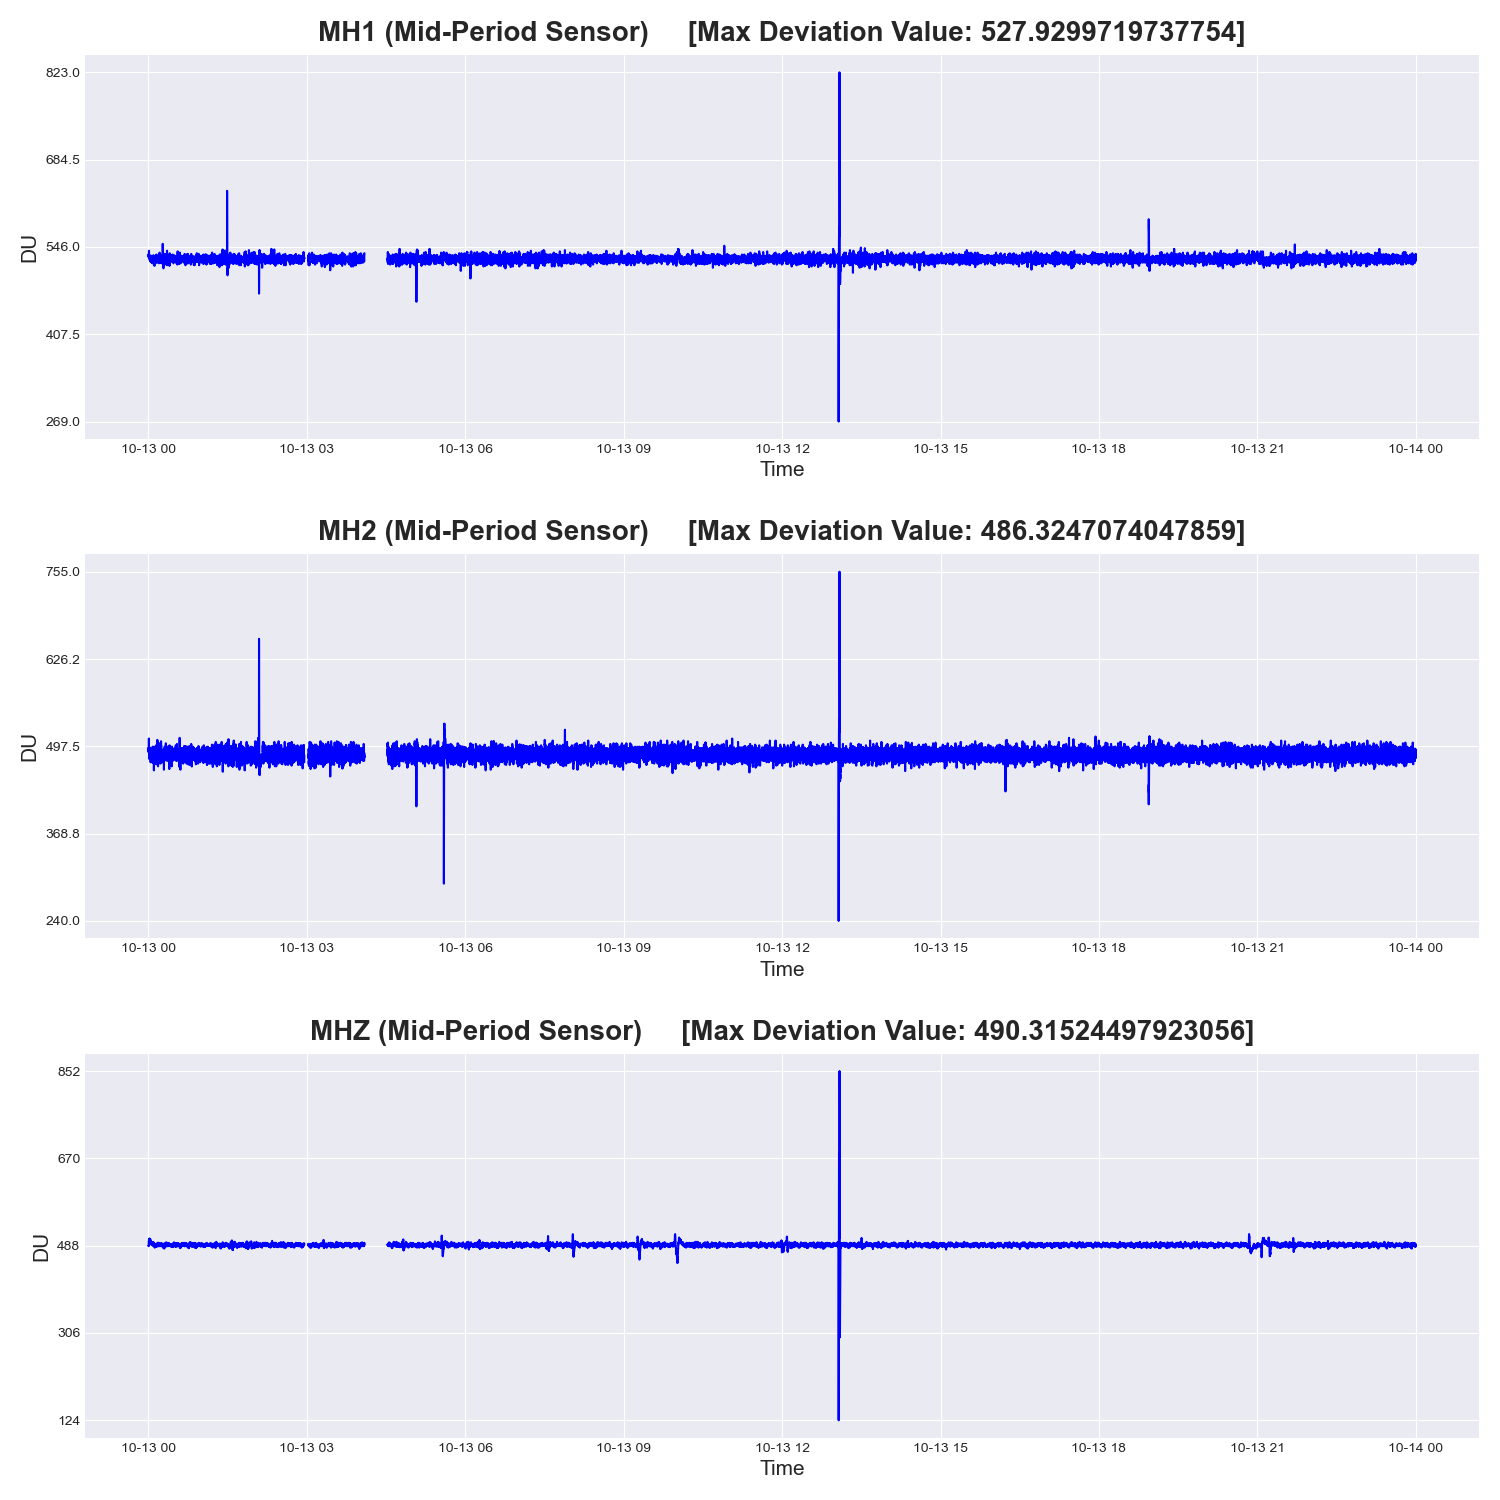 MH1 (Mid-Period Sensor) [Max Deviation Value: 527.9299719737754]
823.0
684.5
546.0
407.5
269.0
DU
10-13 00 10-13 03 10-13 06 10-13 09 10-13 12 10-13 15 10-13 18 10-13 21 10-14 00
Time
MH2 (Mid-Period Sensor) [Max Deviation Value: 486.3247074047859]
755.0
626.2
497.5
368.8
240.0
DU
10-13 00 10-13 03 10-13 06 10-13 09 10-13 12 10-13 15 10-13 18 10-13 21 10-14 00
Time
MHZ (Mid-Period Sensor) [Max Deviation Value: 490.31524497923056]
852
670
488
306
124
DU
10-13 00 10-13 03 10-13 06 10-13 09 10-13 12 10-13 15 10-13 18 10-13 21 10-14 00
Time